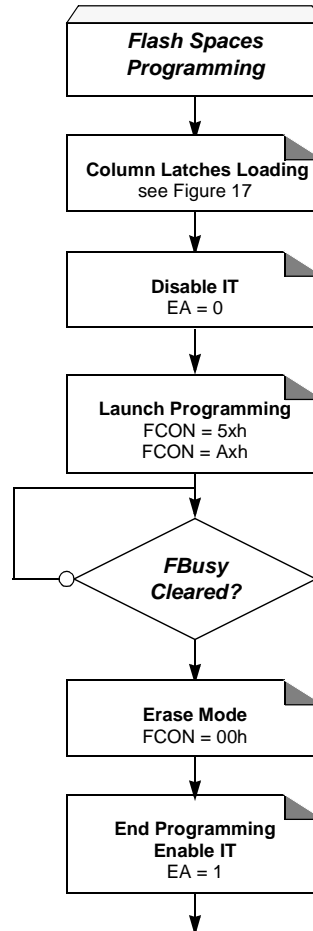 Flash Spaces
Programming
Column Latches Loading
see Figure 17
Disable IT
EA = 0
Launch Programming
FCON = 5xh
FCON = Axh
FBusy
Cleared?
Erase Mode
FCON = 00h
End Programming
Enable IT
EA = 1